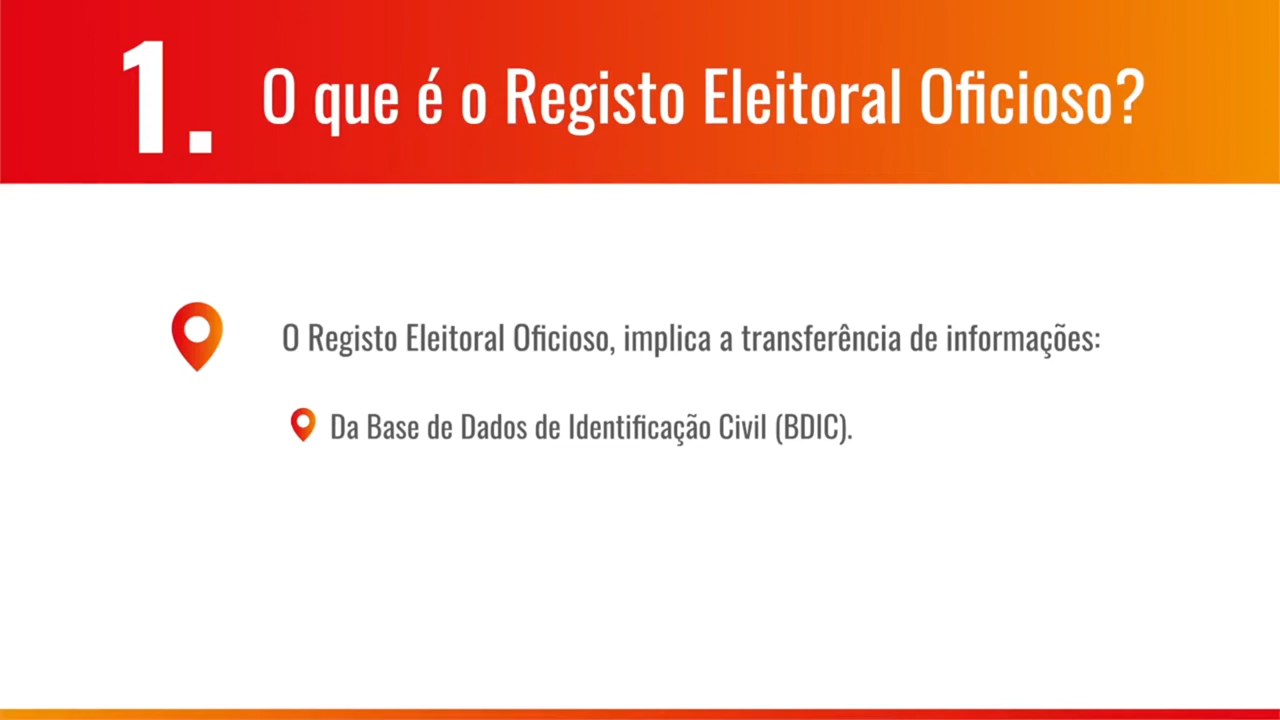 1. O que é o Registo Eleitoral Oficioso?
O Registo Eleitoral Oficioso, implica a transferência de informações:
Da Base de Dados de Identificação Civil (BDIC).